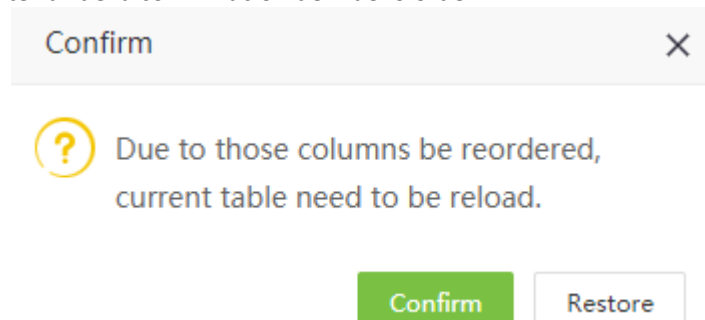 Confirm
Due to those columns be reordered,
current table need to be reload.
Confirm Restore